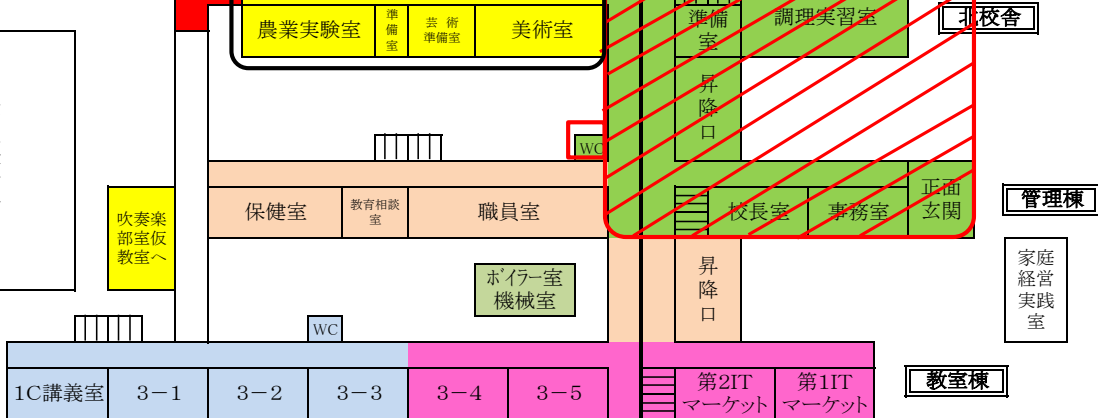 農業実験室
準
備
室
芸 術
準備室
美術室
準備
室
調理実習室
北校舎
昇
降
口
WC
保健室
教育相談
室
職員室
校長室
事務室
正面
玄関
管理棟
吹奏楽
部室仮
教室へ
ボイラー室
機械室
昇
降
口
家庭
経営
実践
室
WC
1C講義室
3-1
3-2
3-3
3-4
3-5
第2IT
マーケット
第1IT
マーケット
教室棟